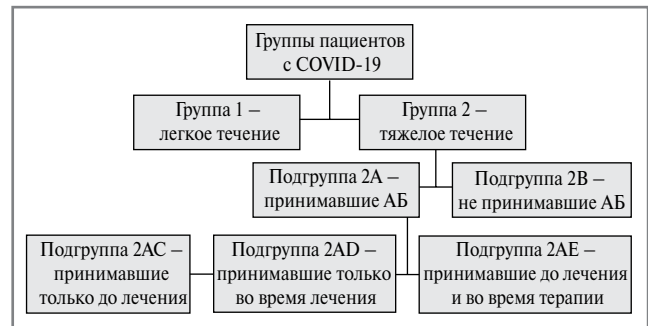 Группы пациентов
с COVID-19
Группа 1 –
легкое течение
Группа 2 –
тяжелое течение
Подгруппа 2А –
принимавшие АБ
Подгруппа 2В –
не принимавшие АБ
Подгруппа 2АС –
принимавшие
только до лечения
Подгруппа 2AD –
принимавшие только
во время лечения
Подгруппа 2АЕ –
принимавшие до лечения
и во время терапии